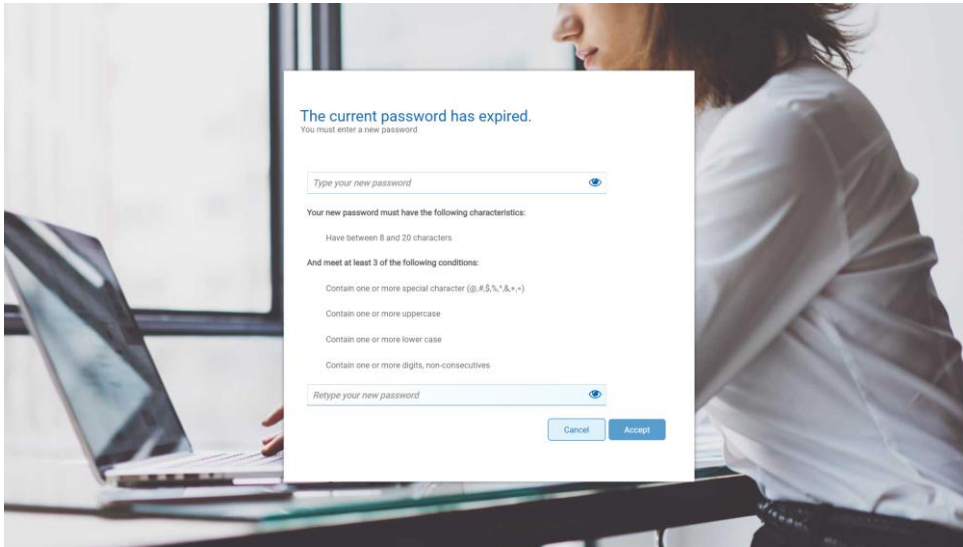 The current password has expired.
You must enter a new password
Type your new password
Your new password must have the following characteristics:
Have between 8 and 20 characters
And meet at least 3 of the following conditions:
Contain one or more special character (@,#,$,%,*,&,+,=)
Contain one or more uppercase
Contain one or more lower case
Contain one or more digits, non-consecutives
Retype your new password
Cancel
Accept